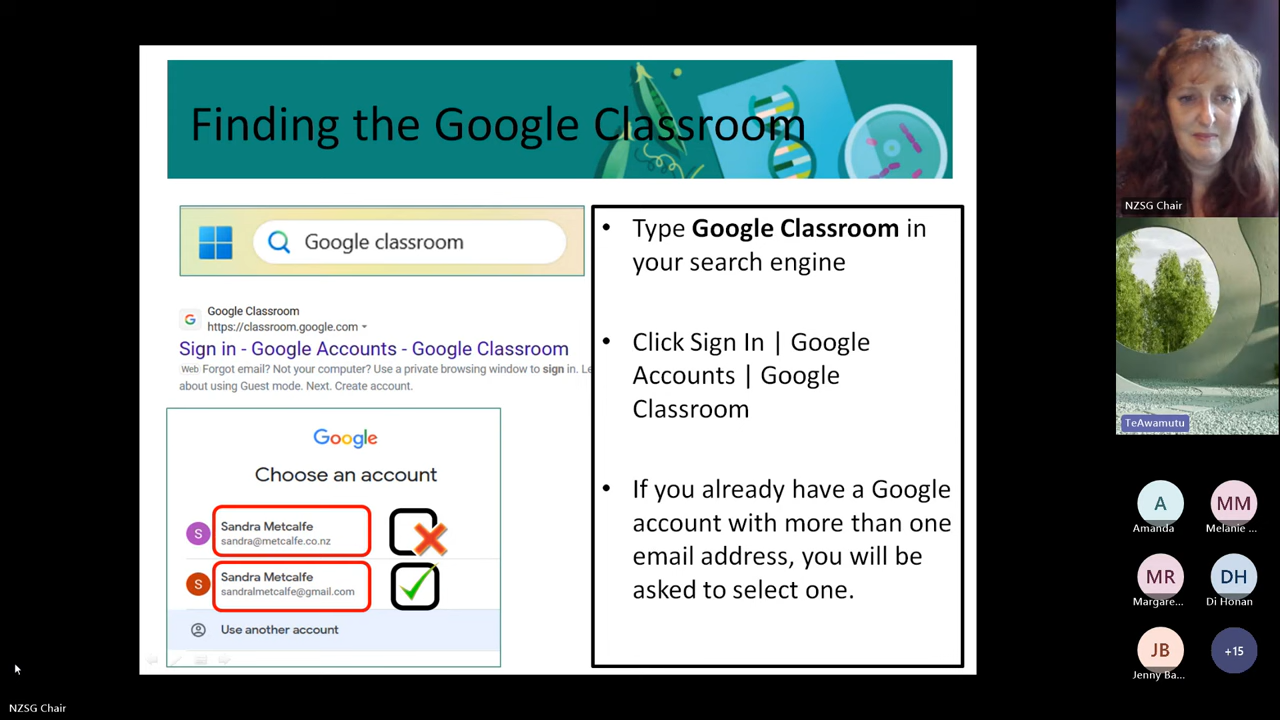 Finding the Google Classroom
Google classroom
Google Classroom
https://classroom.google.com
Sign in - Google Accounts - Google Classroom
Web Forgot email? Not your computer? Use a private browsing window to sign in. Le
about using Guest mode. Next. Create account.
Google
Choose an account
S
Sandra Metcalfe
sandra@metcalfe.co.nz
S
Sandra Metcalfe
sandralmetcalfe@gmail.com
Use another account
• Type Google Classroom in
your search engine
• Click Sign In | Google
Accounts | Google
Classroom
• If you already have a Google
account with more than one
email address, you will be
asked to select one.
NZSG Chair
TeAwamutu
A
Amanda
MM
Melanie ...
MR
Margare...
DH
Di Honan
JB
Jenny Ba...
+15
NZSG Chair